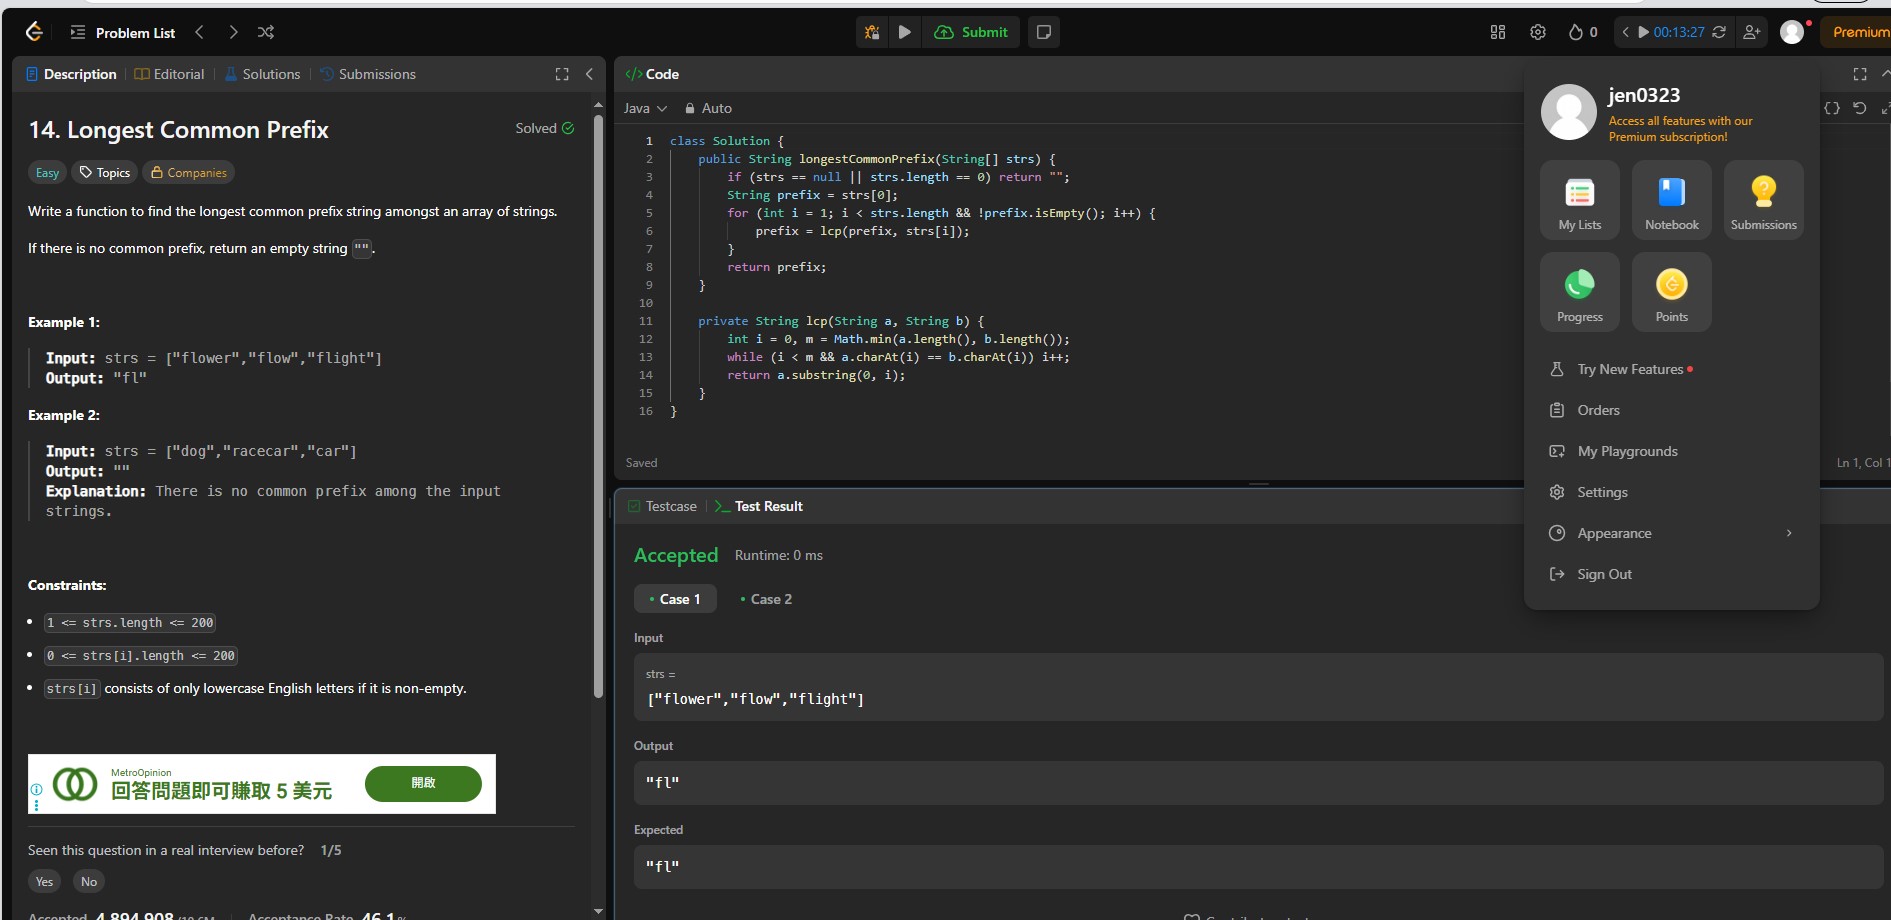 Problem List
Submit
0
00:13:27
Premium
Description
Editorial
Solutions
Submissions
14. Longest Common Prefix
Solved
Easy
Topics
Companies
Write a function to find the longest common prefix string amongst an array of strings.
If there is no common prefix, return an empty string "".
Example 1:
Input: strs = ["flower","flow","flight"]
Output: "fl"
Example 2:
Input: strs = ["dog","racecar","car"]
Output: ""
Explanation: There is no common prefix among the input
strings.
Constraints:
• 1 <= strs.length <= 200
• 0 <= strs[i].length <= 200
• strs[i] consists of only lowercase English letters if it is non-empty.
MetroOpinion
回答問題即可賺取 5 美元
開啟
Seen this question in a real interview before? 1/5
Yes
No
Accepted 4,894,908
Acceptance Rate 46.1%
</> Code
Java
Auto
1 class Solution {
2     public String longestCommonPrefix(String[] strs) {
3         if (strs == null || strs.length == 0) return "";
4         String prefix = strs[0];
5         for (int i = 1; i < strs.length && !prefix.isEmpty(); i++) {
6             prefix = lcp(prefix, strs[i]);
7         }
8         return prefix;
9     }
10
11     private String lcp(String a, String b) {
12         int i = 0, m = Math.min(a.length(), b.length());
13         while (i < m && a.charAt(i) == b.charAt(i)) i++;
14         return a.substring(0, i);
15     }
16 }
Saved
Ln 1, Col 1
Testcase
Test Result
Accepted
Runtime: 0 ms
• Case 1
• Case 2
Input
strs =
["flower","flow","flight"]
Output
"fl"
Expected
"fl"
jen0323
Access all features with our
Premium subscription!
My Lists
Notebook
Submissions
Progress
Points
Try New Features
Orders
My Playgrounds
Settings
Appearance
Sign Out